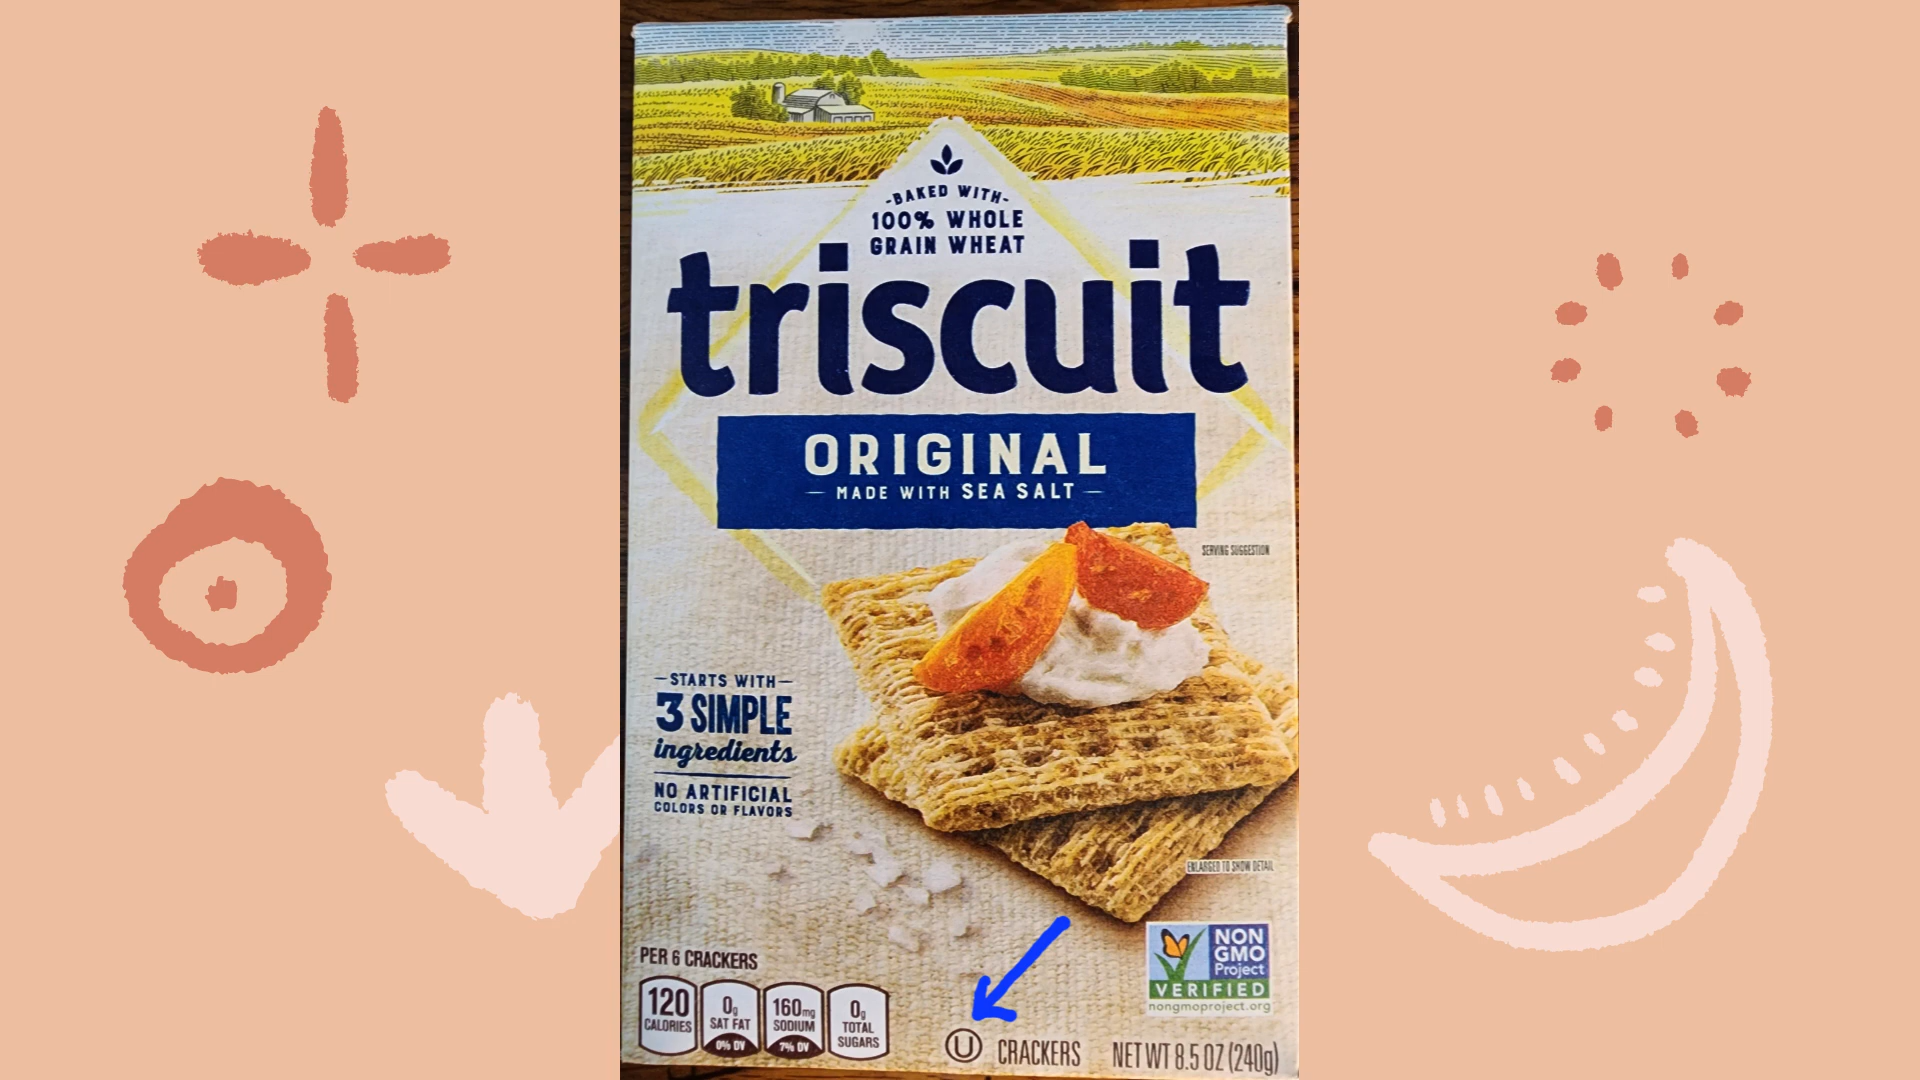 -BAKED WITH-
100% WHOLE
GRAIN WHEAT
triscuit
ORIGINAL
— MADE WITH SEA SALT —
SERVING SUGGESTION
—STARTS WITH—
3 SIMPLE
ingredients
NO ARTIFICIAL
COLORS OR FLAVORS
ENLARGED TO SHOW DETAIL
NON
GMO
Project
VERIFIED
nongmoproject.org
PER 6 CRACKERS
120
CALORIES
0g
SAT FAT
0% DV
160mg
SODIUM
7% DV
0g
TOTAL
SUGARS
U CRACKERS NET WT 8.5 OZ (240g)